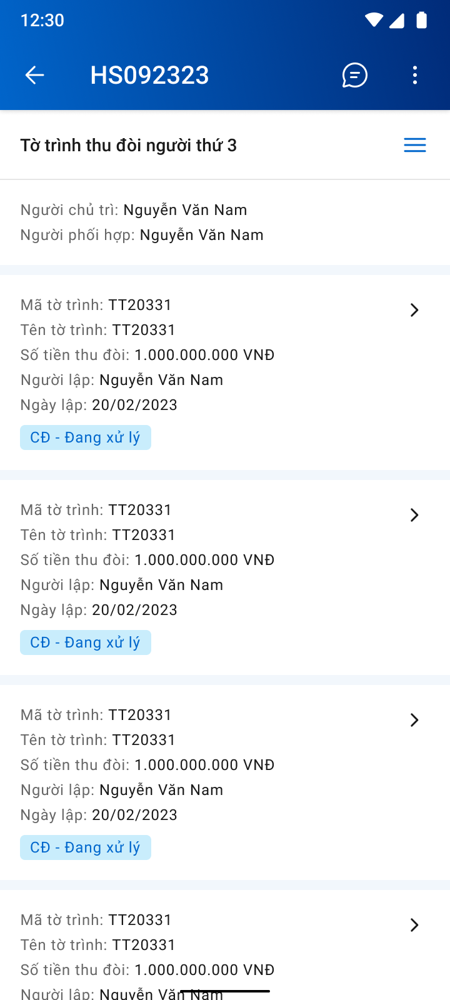 12:30
HS092323
Tờ trình thu đòi người thứ 3
Người chủ trì: Nguyễn Văn Nam
Người phối hợp: Nguyễn Văn Nam
Mã tờ trình: TT20331
Tên tờ trình: TT20331
Số tiền thu đòi: 1.000.000.000 VNĐ
Người lập: Nguyễn Văn Nam
Ngày lập: 20/02/2023
CĐ - Đang xử lý
Mã tờ trình: TT20331
Tên tờ trình: TT20331
Số tiền thu đòi: 1.000.000.000 VNĐ
Người lập: Nguyễn Văn Nam
Ngày lập: 20/02/2023
CĐ - Đang xử lý
Mã tờ trình: TT20331
Tên tờ trình: TT20331
Số tiền thu đòi: 1.000.000.000 VNĐ
Người lập: Nguyễn Văn Nam
Ngày lập: 20/02/2023
CĐ - Đang xử lý
Mã tờ trình: TT20331
Tên tờ trình: TT20331
Số tiền thu đòi: 1.000.000.000 VNĐ
Người lập: Nguyễn Văn Nam